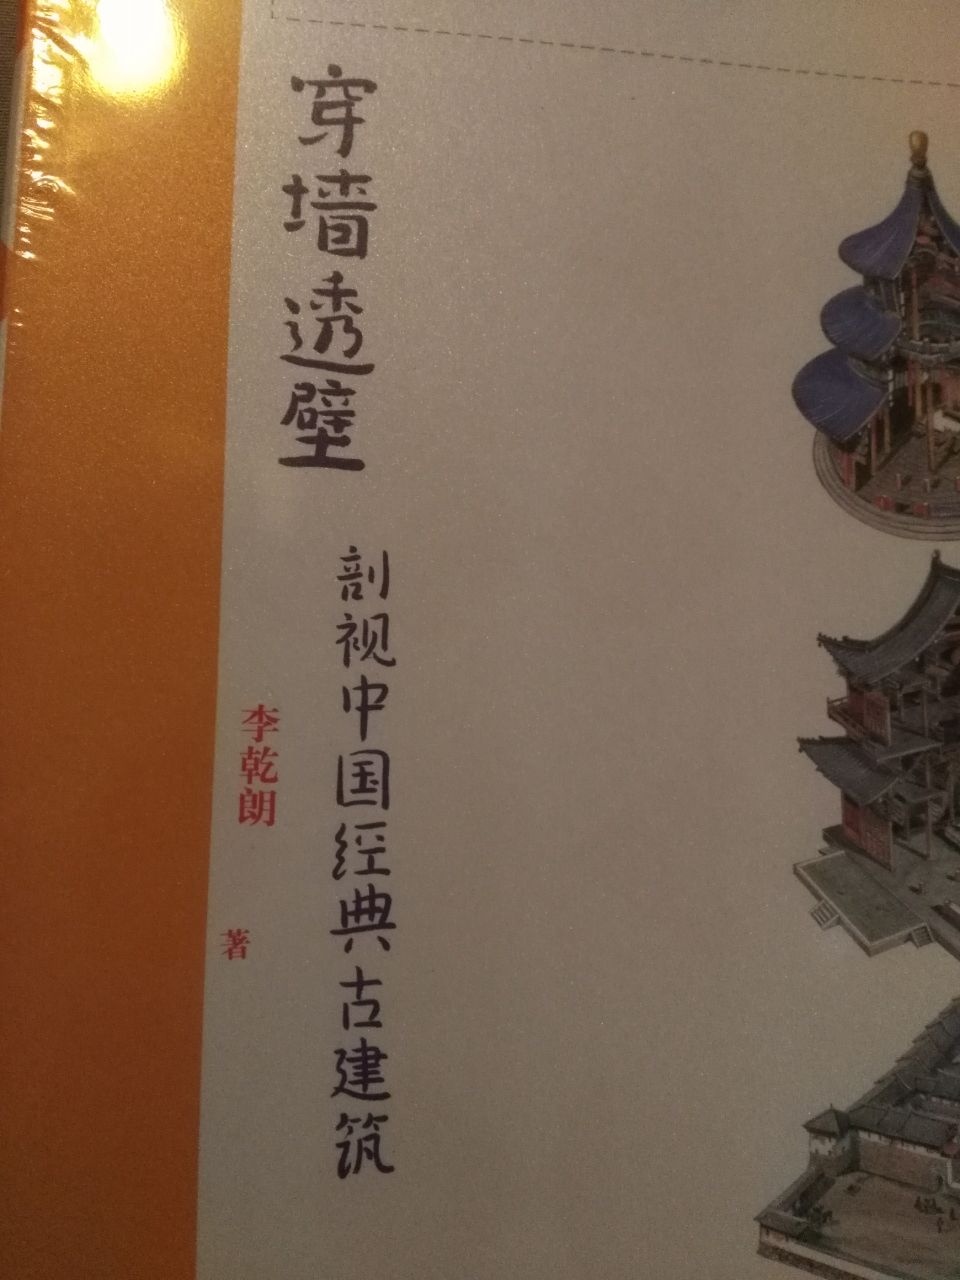 穿墙透壁
剖视中国经典古建筑
李乾朗
著